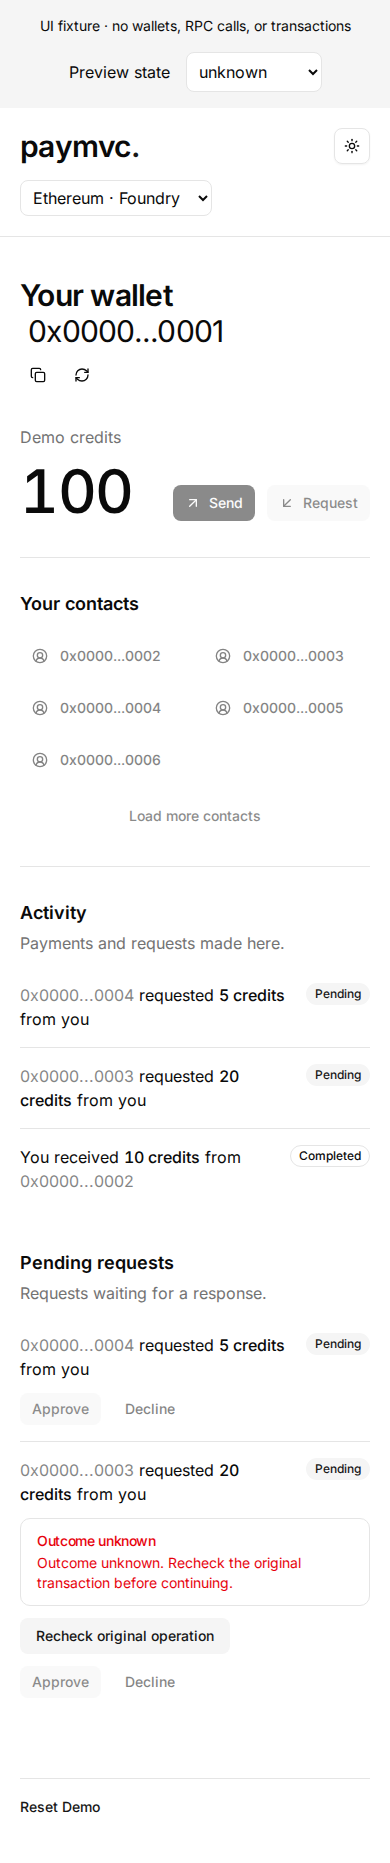 UI fixture · no wallets, RPC calls, or transactions
Preview state unknown
paymvc.
Ethereum · Foundry
Your wallet
0x0000...0001
Demo credits
100 Send Request
Your contacts
0x0000...0002 0x0000...0003
0x0000...0004 0x0000...0005
0x0000...0006
Load more contacts
Activity
Payments and requests made here.
0x0000...0004 requested 5 credits Pending
from you
0x0000...0003 requested 20 Pending
credits from you
You received 10 credits from Completed
0x0000...0002
Pending requests
Requests waiting for a response.
0x0000...0004 requested 5 credits Pending
from you
Approve Decline
0x0000...0003 requested 20 Pending
credits from you
Outcome unknown
Outcome unknown. Recheck the original
transaction before continuing.
Recheck original operation
Approve Decline
Reset Demo